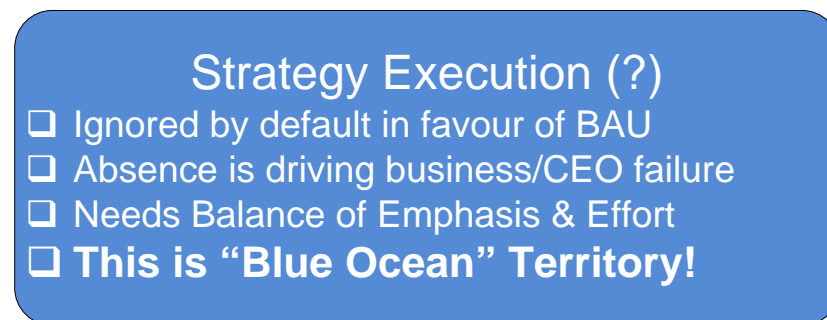 Strategy Execution (?)
❑ Ignored by default in favour of BAU
❑ Absence is driving business/CEO failure
❑ Needs Balance of Emphasis & Effort
❑ This is “Blue Ocean” Territory!